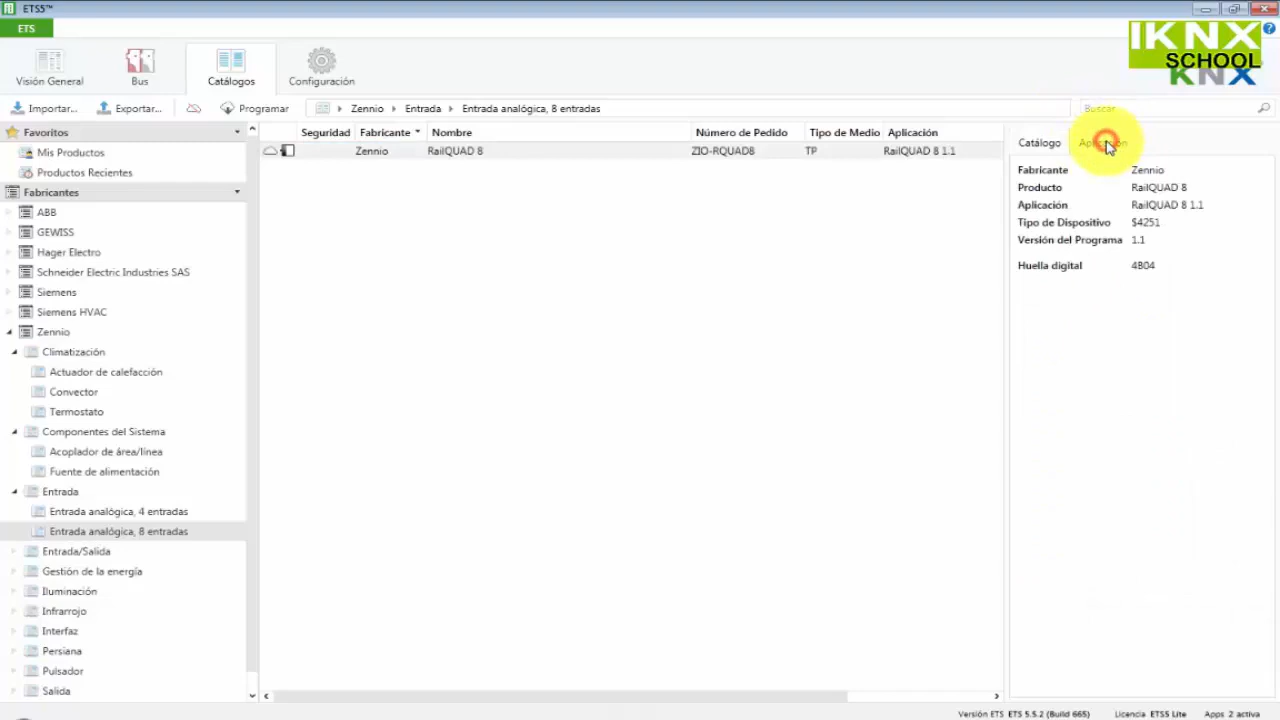 ETS5™
ETS
IKNX
SCHOOL
KNX
Visión General
Bus
Catálogos
Configuración
Importar...
Exportar...
Programar
Zennio
Entrada
Entrada analógica, 8 entradas
Buscar
Favoritos
Mis Productos
Productos Recientes
Fabricantes
ABB
GEWISS
Hager Electro
Schneider Electric Industries SAS
Siemens
Siemens HVAC
Zennio
Climatización
Actuador de calefacción
Convector
Termostato
Componentes del Sistema
Acoplador de área/línea
Fuente de alimentación
Entrada
Entrada analógica, 4 entradas
Entrada analógica, 8 entradas
Entrada/Salida
Gestión de la energía
Iluminación
Infrarrojo
Interfaz
Persiana
Pulsador
Salida
Seguridad Fabricante Nombre Número de Pedido Tipo de Medio Aplicación
Zennio RailQUAD 8 ZIO-RQUAD8 TP RailQUAD 8 1.1
Catálogo Aplicación
Fabricante Zennio
Producto RailQUAD 8
Aplicación RailQUAD 8 1.1
Tipo de Dispositivo $4251
Versión del Programa 1.1
Huella digital 4B04
Versión ETS ETS 5.5.2 (Build 665) Licencia ETS5 Lite Apps 2 activa